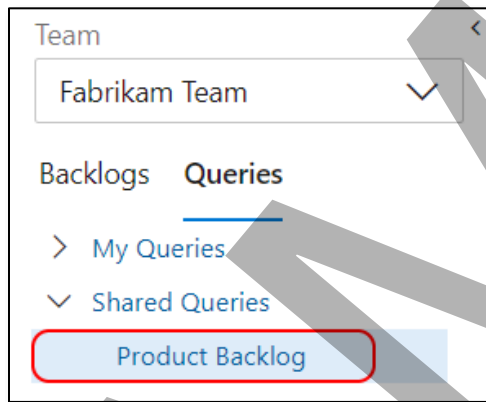 Team
Fabrikam Team
Backlogs Queries
My Queries
Shared Queries
Product Backlog